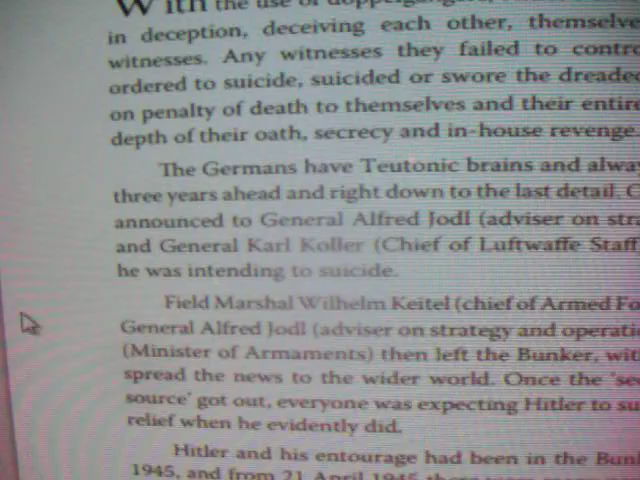 With the use of doppelgangers,
in deception, deceiving each other, themselve
witnesses. Any witnesses they failed to contro
ordered to suicide, suicided or swore the dreade
on penalty of death to themselves and their entir
depth of their oath, secrecy and in-house revenge.
The Germans have Teutonic brains and alway
three years ahead and right down to the last detail. C
announced to General Alfred Jodl (adviser on stra
and General Karl Koller (Chief of Luftwaffe Staff
he was intending to suicide.
Field Marshal Wilhelm Keitel (chief of Armed Fo
General Alfred Jodl (adviser on strategy and operati
(Minister of Armaments) then left the Bunker, wit
spread the news to the wider world. Once the 'se
source' got out, everyone was expecting Hitler to su
relief when he evidently did.
Hitler and his entourage had been in the Bunk
1945, and from 21 April 1945 there were